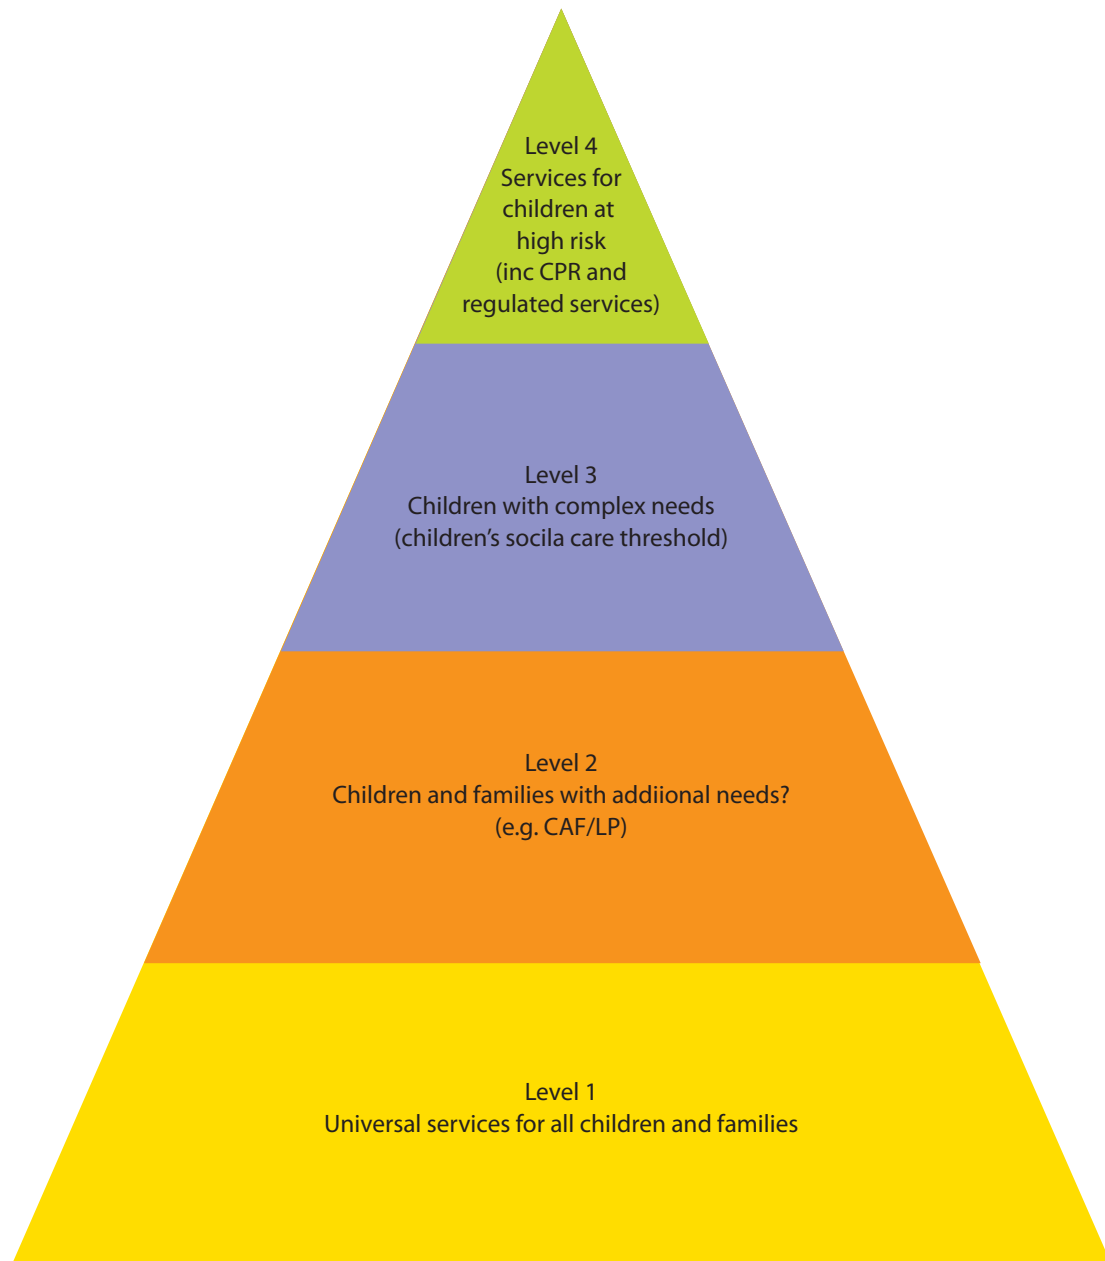 Level 4
Services for
children at
high risk
(inc CPR and
regulated services)
Level 3
Children with complex needs
(children’s socila care threshold)
Level 2
Children and families with addiional needs?
(e.g. CAF/LP)
Level 1
Universal services for all children and families